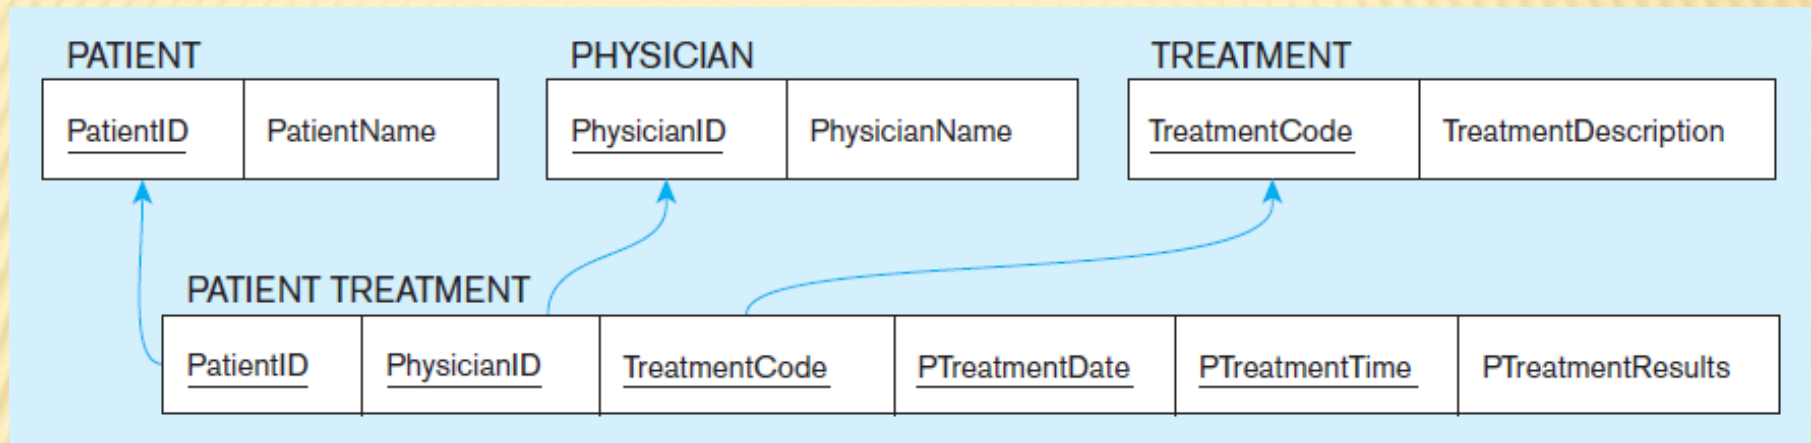 PATIENT PHYSICIAN TREATMENT
PatientID PatientName PhysicianID PhysicianName TreatmentCode TreatmentDescription
PATIENT TREATMENT
PatientID PhysicianID TreatmentCode PTreatmentDate PTreatmentTime PTreatmentResults